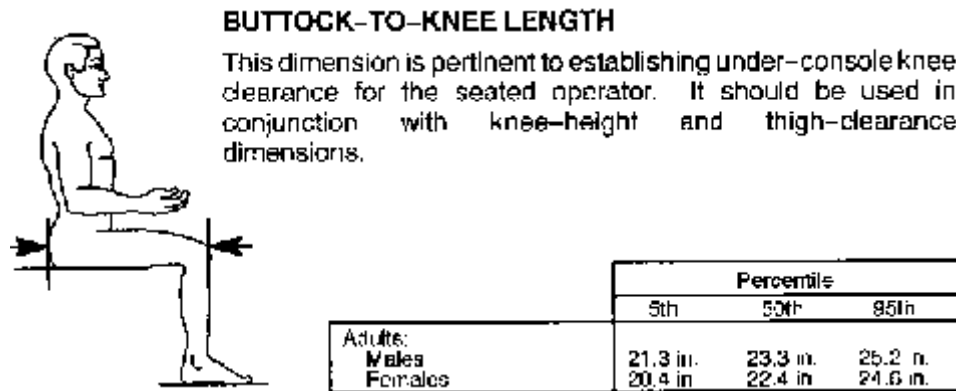 BUTTOCK–TO–KNEE LENGTH
This dimension is pertinent to establishing under–console knee
clearance for the seated operator. It should be used in
conjunction with knee–height and thigh–clearance
dimensions.
Percentile
5th 50th 95th
Adults:
Males 21.3 in. 23.3 in. 25.2 in.
Females 20.4 in 22.4 in. 24.6 in.